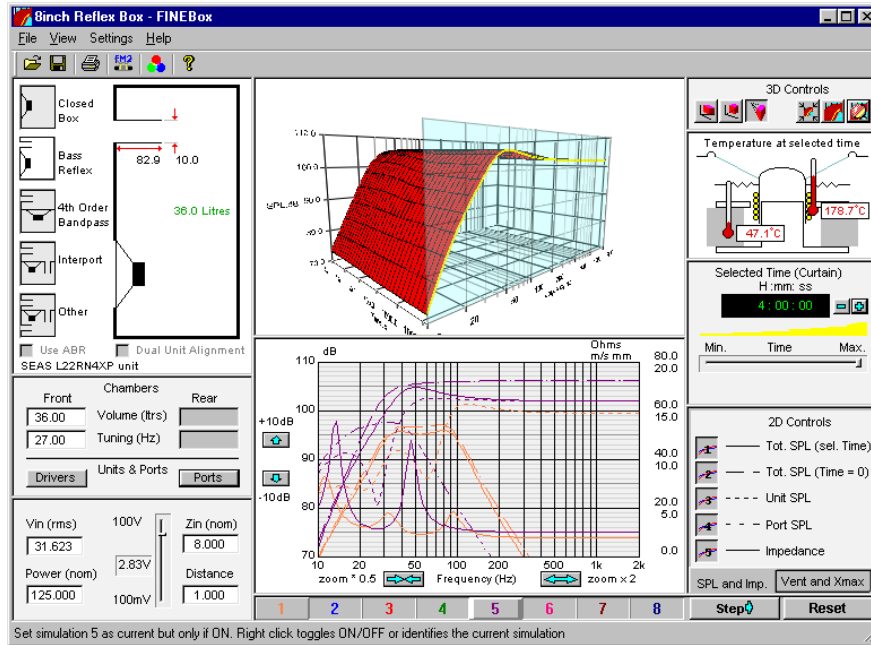 8inch Reflex Box - FINEBox
File View Settings Help
FM2
Closed Box
Bass Reflex
4th Order Bandpass
Interport
Other
82.9 10.0
36.0 Litres
Use ABR Dual Unit Alignment
SEAS L22RN4XP unit
Chambers
Front Rear
36.00 Volume (ltrs)
27.00 Tuning (Hz)
Units & Ports
Drivers Ports
Vin (rms) 100V Zin (nom)
31.623 8.000
2.83V
Power (nom) Distance
125.000 100mV 1.000
SPL,dB
20
dB Ohms
m/s mm
110 80.0
20.0
100 60.0
15.0
+10dB
90 40.0
10.0
-10dB
80 20.0
5.0
70 0.0
10 20 50 100 200 500 1k 2k
zoom * 0.5 Frequency (Hz) zoom x 2
1 2 3 4 5 6 7 8
3D Controls
Temperature at selected time
178.7°C
47.1°C
Selected Time (Curtain)
H :mm: ss
4 : 00 : 00
Min. Time Max.
2D Controls
1 Tot. SPL (sel. Time)
2 Tot. SPL (Time = 0)
3 Unit SPL
4 Port SPL
5 Impedance
SPL and Imp. Vent and Xmax
Step Reset
Set simulation 5 as current but only if ON. Right click toggles ON/OFF or identifies the current simulation